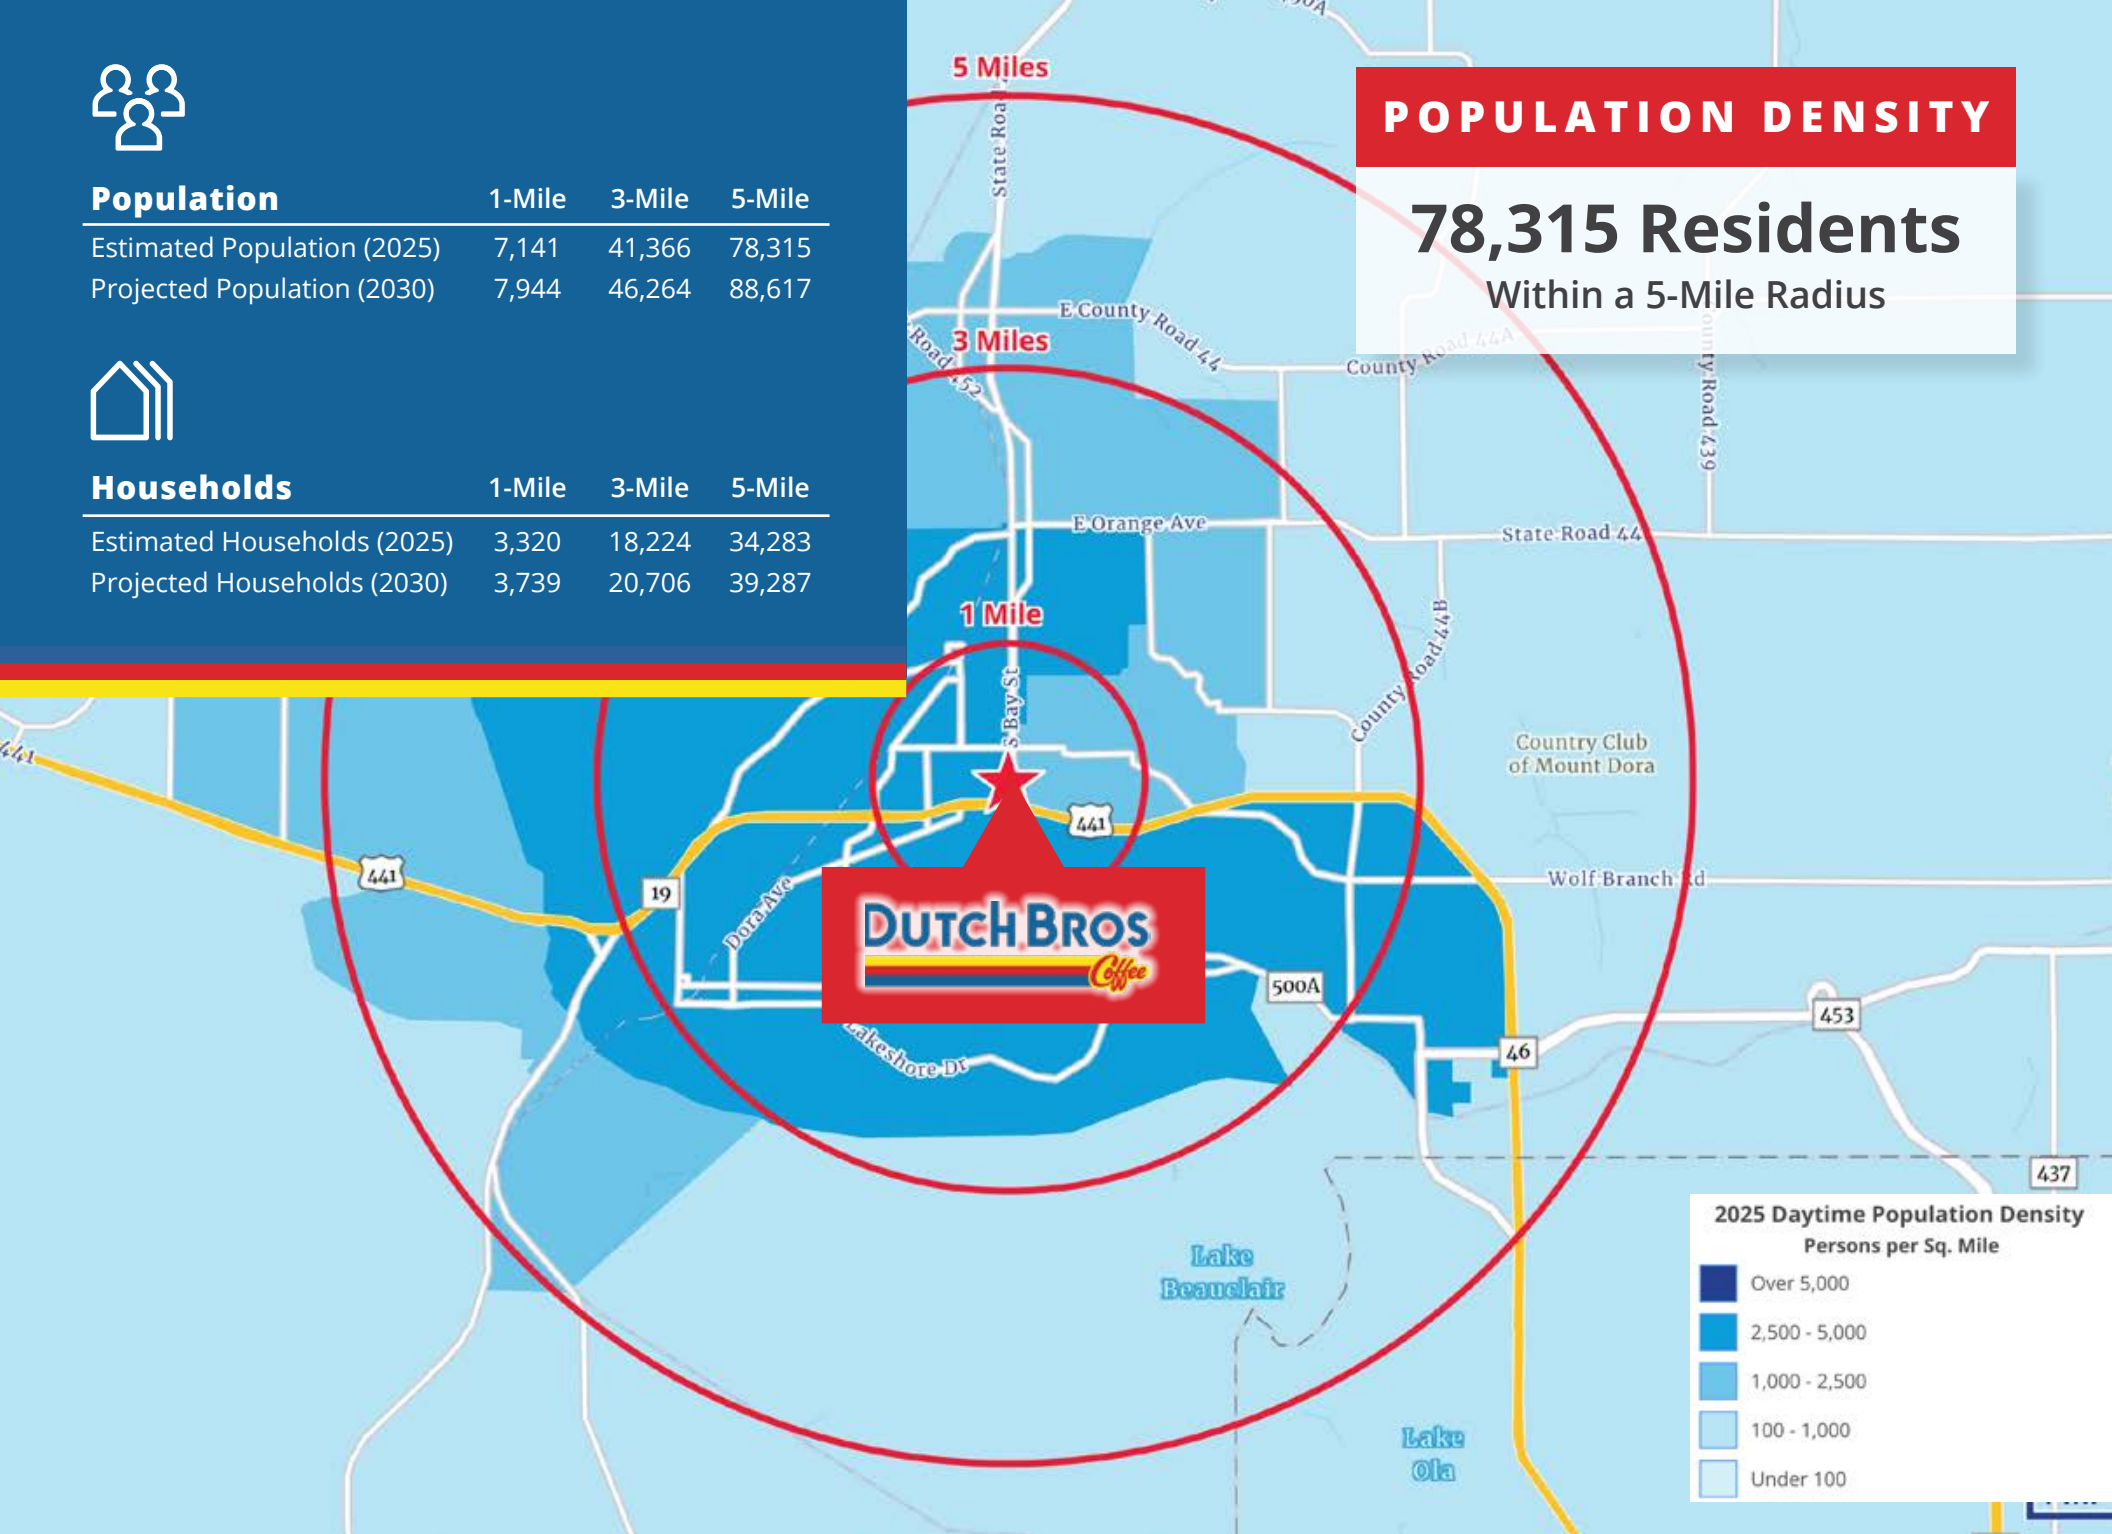 Population 1-Mile 3-Mile 5-Mile
Estimated Population (2025) 7,141 41,366 78,315
Projected Population (2030) 7,944 46,264 88,617
Households 1-Mile 3-Mile 5-Mile
Estimated Households (2025) 3,320 18,224 34,283
Projected Households (2030) 3,739 20,706 39,287
POPULATION DENSITY
78,315 Residents
Within a 5-Mile Radius
5 Miles
State Road
E County Road 44
Road 452
3 Miles
County Road 44A
County Road 439
E Orange Ave
State Road 44
1 Mile
County Road 44B
S Bay St
Country Club
of Mount Dora
441
441
441
19
Wolf Branch Rd
Dora Ave
DUTCH BROS
Coffee
500A
453
Lakeshore Dr
46
437
Lake
Beauclair
Lake
Ola
2025 Daytime Population Density
Persons per Sq. Mile
Over 5,000
2,500 - 5,000
1,000 - 2,500
100 - 1,000
Under 100